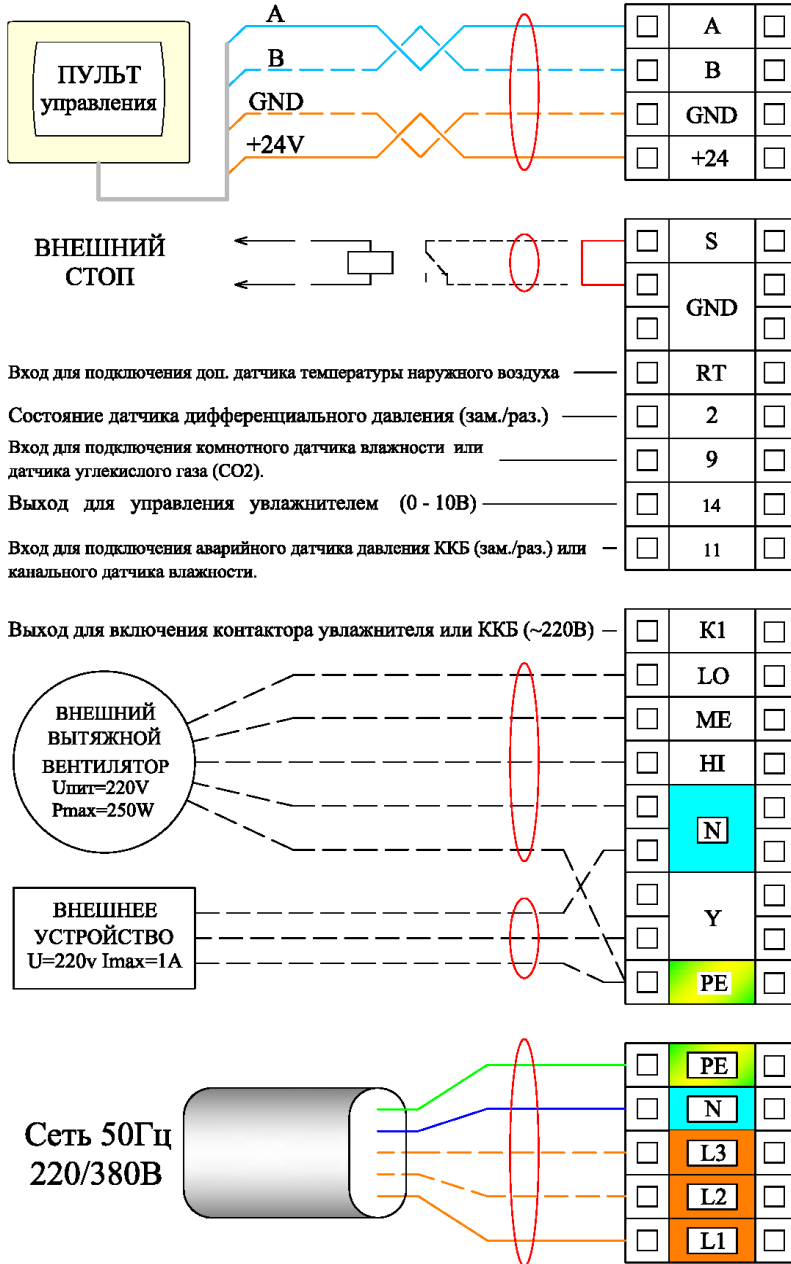 A
A
ПУЛЬТ
управления
B
B
GND
GND
+24V
+24
ВНЕШНИЙ
СТОП
S
GND
Вход для подключения доп. датчика температуры наружного воздуха
RT
Состояние датчика дифференциального давления (зам./раз.)
2
Вход для подключения комнотного датчика влажности или
датчика углекислого газа (СО2).
9
Выход для управления увлажнителем (0 - 10В)
14
Вход для подключения аварийного датчика давления ККБ (зам./раз.) или
канального датчика влажности.
11
Выход для включения контактора увлажнителя или ККБ (~220В)
K1
LO
ME
HI
ВНЕШНИЙ
ВЫТЯЖНОЙ
ВЕНТИЛЯТОР
Uпит=220V
Pmax=250W
N
ВНЕШНЕЕ
УСТРОЙСТВО
U=220v Imax=1A
Y
PE
PE
Сеть 50Гц
220/380В
N
L3
L2
L1